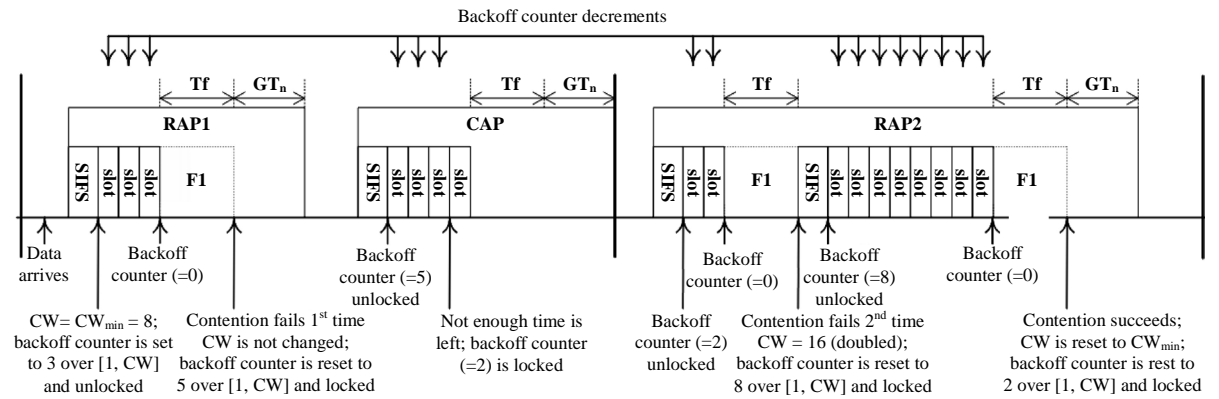 Backoff counter decrements
Tf GTn Tf GTn Tf Tf GTn
RAP1 CAP RAP2
SIFS slot slot slot F1 SIFS slot slot slot slot SIFS slot slot F1 SIFS slot slot slot slot slot slot slot slot F1
Data
arrives
Backoff
counter (=0)
Backoff
counter
(=5)
unlocked
Backoff
counter (=0)
Backoff
counter
(=8)
unlocked
Backoff
counter (=0)
CW= CWmin = 8;
backoff counter is set
to 3 over [1, CW]
and unlocked
Contention fails 1st time
CW is not changed;
backoff counter is reset to
5 over [1, CW] and locked
Not enough time is
left; backoff counter
(=2) is locked
Backoff
counter
(=2)
unlocked
Contention fails 2nd time
CW = 16 (doubled);
backoff counter is reset to
8 over [1, CW] and locked
Contention succeeds;
CW is reset to CWmin;
backoff counter is rest to
2 over [1, CW] and locked